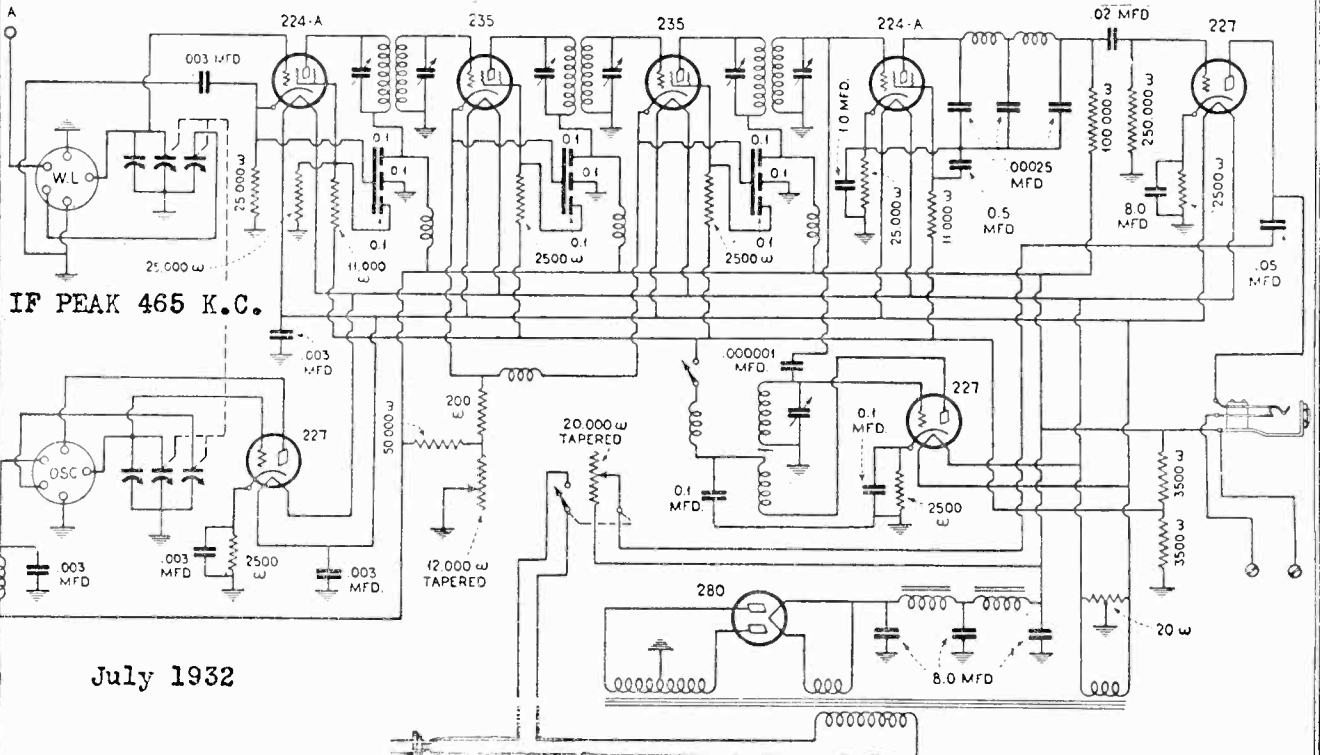 A
224-A
235
235
224-A
.02 MFD
227
.003 MFD
W.L
25.000 ω
25.000 ω
11.000
ω
0.1
0.1
0.1
0.1
0.1
0.1
2500 ω
0.1
0.1
0.1
2500 ω
1.0 MFD.
25.000 ω
11.000 ω
0.5
MFD
.00025
MFD
100 000 ω
250.000 ω
8.0
MFD
2500 ω
.05
MFD
IF PEAK 465 K.C.
.003
MFD
OSC
227
.003
MFD
.003
MFD
2500
ω
.003
MFD.
50 000 ω
200
ω
12.000 ω
TAPERED
20.000 ω
TAPERED
.000001
MFD.
0.1
MFD.
0.1
MFD.
227
2500
ω
3500 ω
3500 ω
280
8.0 MFD
20 ω
July 1932